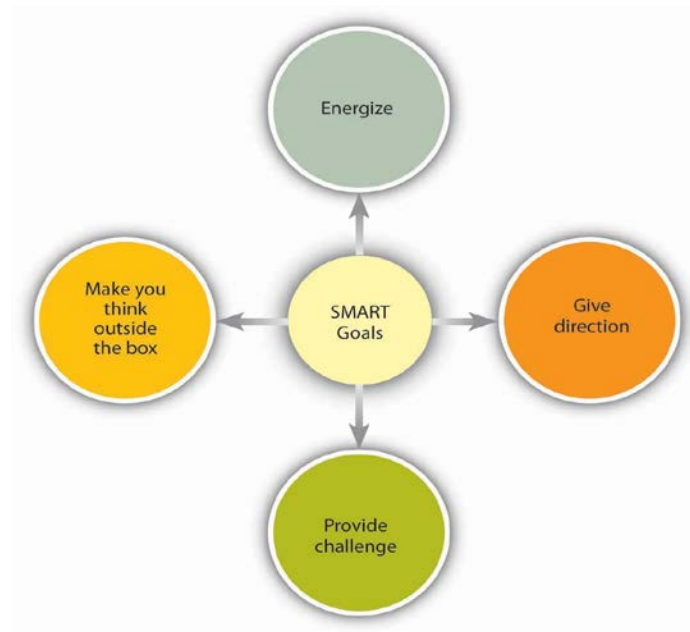 Energize
Make you
think
outside
the box
SMART
Goals
Give
direction
Provide
challenge